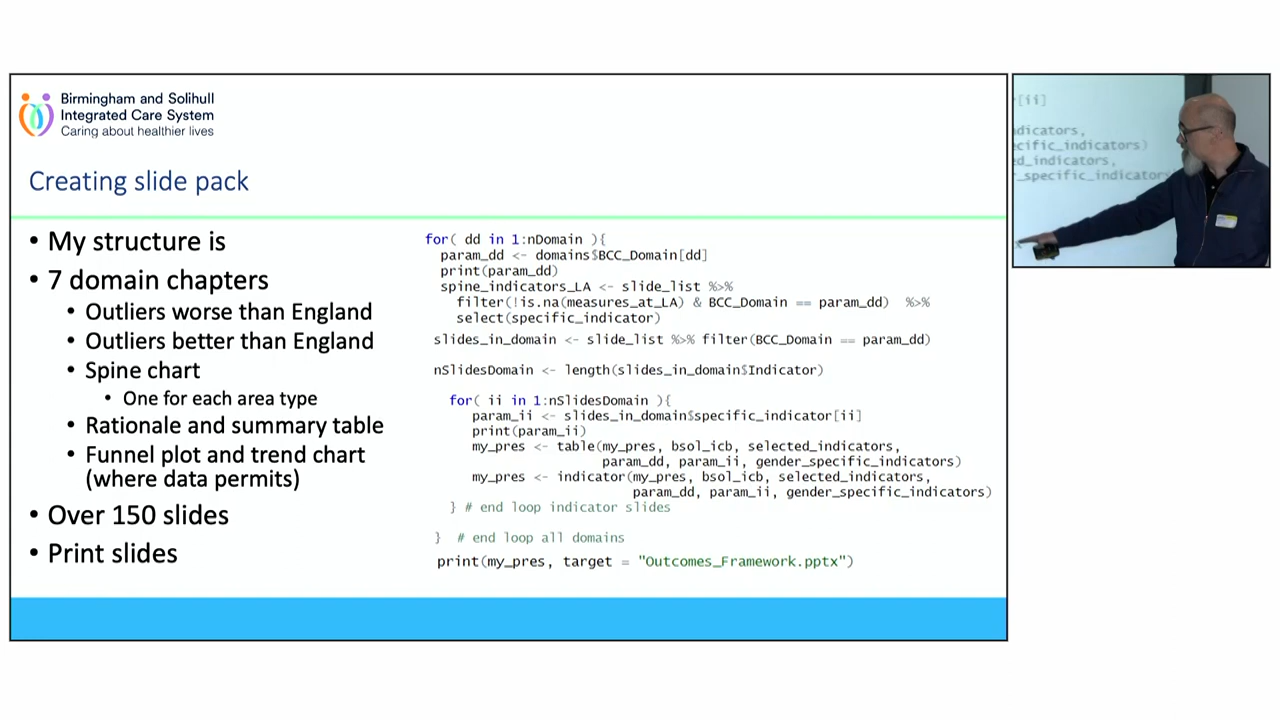 Birmingham and Solihull
Integrated Care System
Caring about healthier lives
Creating slide pack
• My structure is
• 7 domain chapters
• Outliers worse than England
• Outliers better than England
• Spine chart
• One for each area type
• Rationale and summary table
• Funnel plot and trend chart
(where data permits)
• Over 150 slides
• Print slides
for( dd in 1:nDomain ){
param_dd <- domains$BCC_Domain[dd]
print(param_dd)
spine_indicators_LA <- slide_list %>%
filter(!is.na(measures_at_LA) & BCC_Domain == param_dd) %>%
select(specific_indicator)
slides_in_domain <- slide_list %>% filter(BCC_Domain == param_dd)
nSlidesDomain <- length(slides_in_domain$Indicator)
for( ii in 1:nSlidesDomain ){
param_ii <- slides_in_domain$specific_indicator[ii]
print(param_ii)
my_pres <- table(my_pres, bsol_icb, selected_indicators,
param_dd, param_ii, gender_specific_indicators)
my_pres <- indicator(my_pres, bsol_icb, selected_indicators,
param_dd, param_ii, gender_specific_indicators)
} # end loop indicator slides
} # end loop all domains
print(my_pres, target = "Outcomes_Framework.pptx")
[ii]
dicators,
ecific_indicators)
ed_indicators,
r_specific_indicator